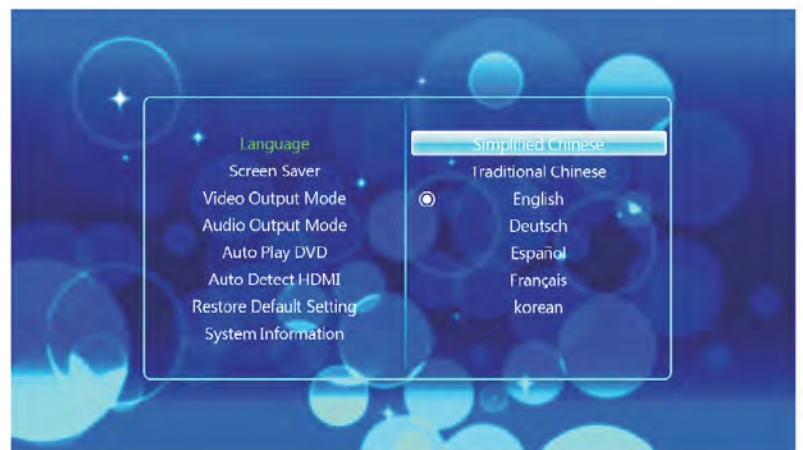 Language
Screen Saver
Video Output Mode
Audio Output Mode
Auto Play DVD
Auto Detect HDMI
Restore Default Setting
System Information
Simplified Chinese
Traditional Chinese
English
Deutsch
Español
Français
korean